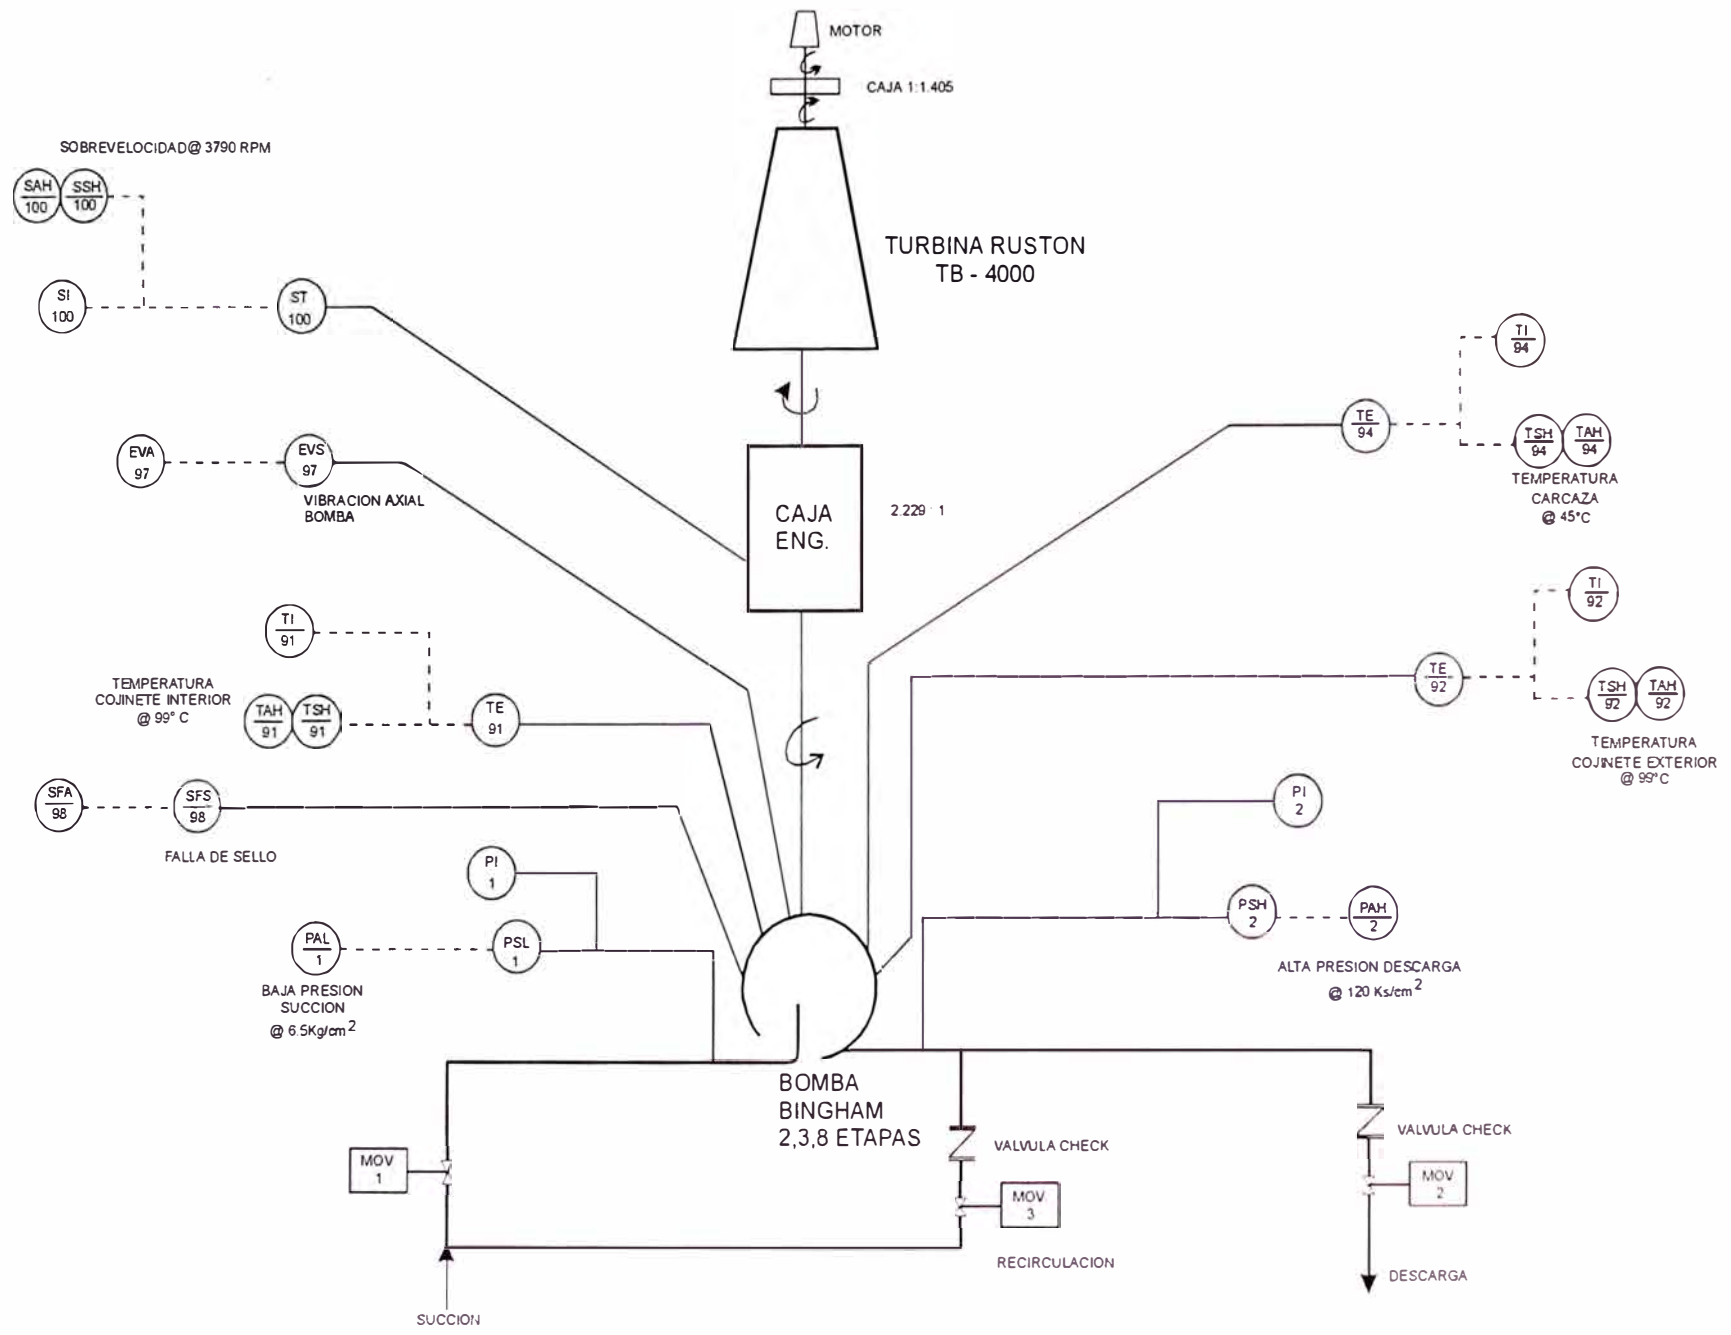 MOTOR
CAJA 1:1.405
SOBREVELOCIDAD@ 3790 RPM
SAH
100
SSH
100
TURBINA RUSTON
TB - 4000
SI
100
ST
100
TI
94
TE
94
TSH
94
TAH
94
TEMPERATURA
CARCAZA
@ 45°C
EVA
97
EVS
97
VIBRACION AXIAL
BOMBA
CAJA
ENG.
2.229 : 1
TI
91
TI
92
TEMPERATURA
COJINETE INTERIOR
@ 99° C
TAH
91
TSH
91
TE
91
TE
92
TSH
92
TAH
92
TEMPERATURA
COJINETE EXTERIOR
@ 99°C
SFA
98
SFS
98
FALLA DE SELLO
PI
2
PI
1
PAL
1
PSL
1
BAJA PRESION
SUCCION
@ 6.5Kg/cm2
PSH
2
PAH
2
ALTA PRESION DESCARGA
@ 120 Ks/cm2
BOMBA
BINGHAM
2,3,8 ETAPAS
VALVULA CHECK
VALVULA CHECK
MOV
1
MOV
3
MOV
2
RECIRCULACION
DESCARGA
SUCCION